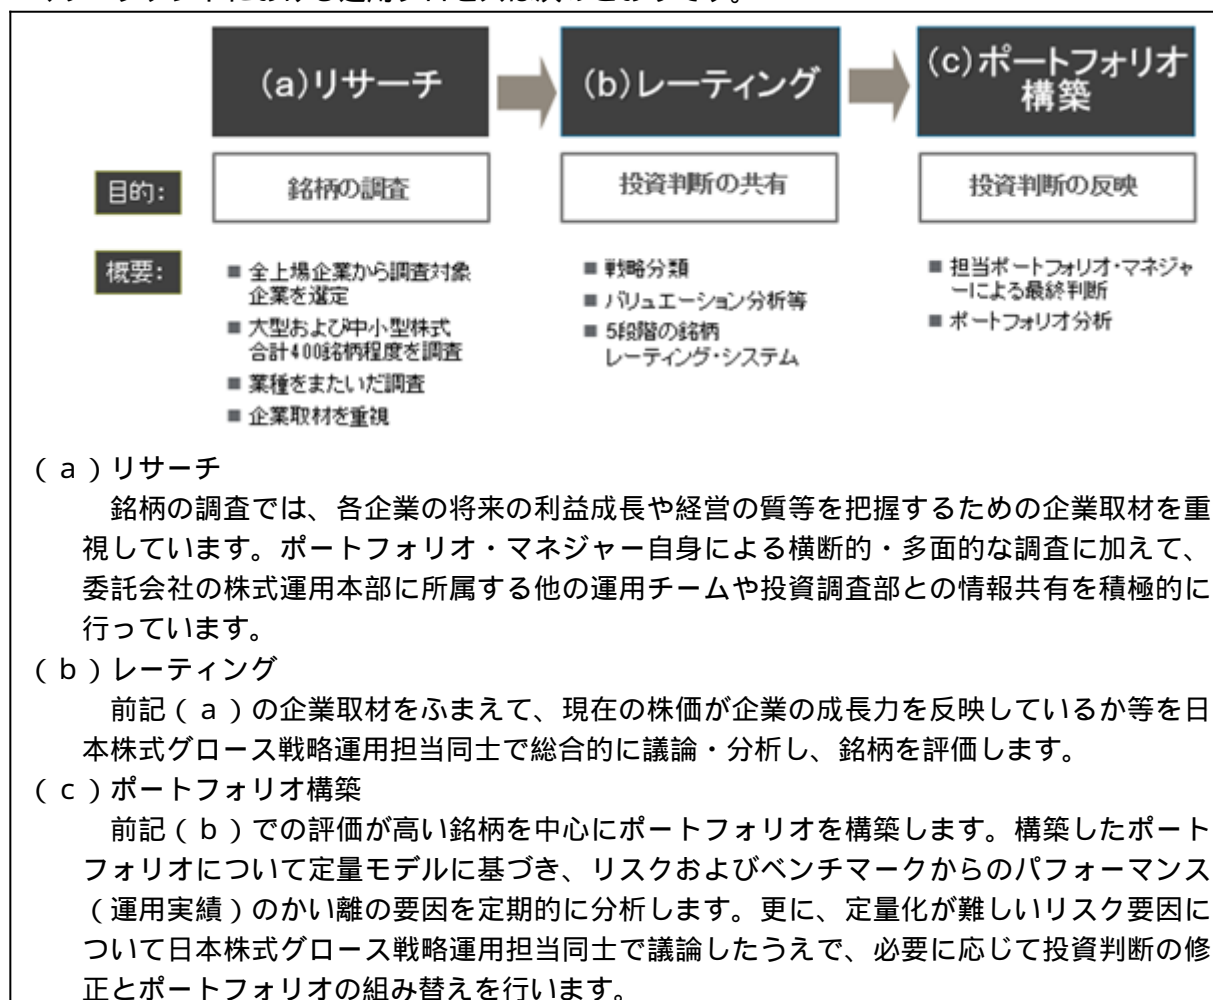 (a)リサーチ
(b)レーティング
(c)ポートフォリオ
構築
目的:
銘柄の調査
投資判断の共有
投資判断の反映
概要:
■ 全上場企業から調査対象
企業を選定
■ 大型および中小型株式
合計400銘柄程度を調査
■ 業種をまたいだ調査
■ 企業取材を重視
■ 戦略分類
■ バリュエーション分析等
■ 5段階の銘柄
レーティング・システム
■ 担当ポートフォリオ・マネジャ
ーによる最終判断
■ ポートフォリオ分析
(a)リサーチ
銘柄の調査では、各企業の将来の利益成長や経営の質等を把握するための企業取材を重
視しています。ポートフォリオ・マネジャー自身による横断的・多面的な調査に加えて、
委託会社の株式運用本部に所属する他の運用チームや投資調査部との情報共有を積極的に
行っています。
(b)レーティング
前記(a)の企業取材をふまえて、現在の株価が企業の成長力を反映しているか等を日
本株式グロース戦略運用担当同士で総合的に議論・分析し、銘柄を評価します。
(c)ポートフォリオ構築
前記(b)での評価が高い銘柄を中心にポートフォリオを構築します。構築したポート
フォリオについて定量モデルに基づき、リスクおよびベンチマークからのパフォーマンス
(運用実績)のかい離の要因を定期的に分析します。更に、定量化が難しいリスク要因に
ついて日本株式グロース戦略運用担当同士で議論したうえで、必要に応じて投資判断の修
正とポートフォリオの組み替えを行います。